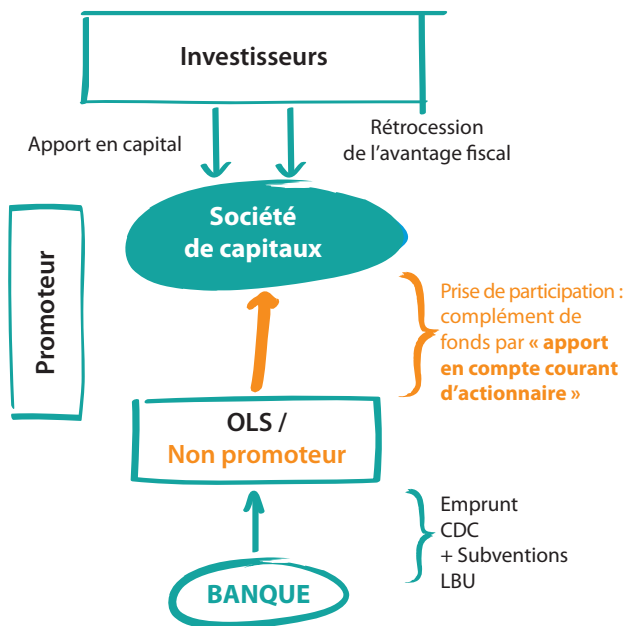 Investisseurs
Apport en capital
Rétrocession
de l’avantage fiscal
Société
de capitaux
Promoteur
Prise de participation :
complément de
fonds par « apport
en compte courant
d’actionnaire »
OLS /
Non promoteur
Emprunt
CDC
+ Subventions
LBU
BANQUE